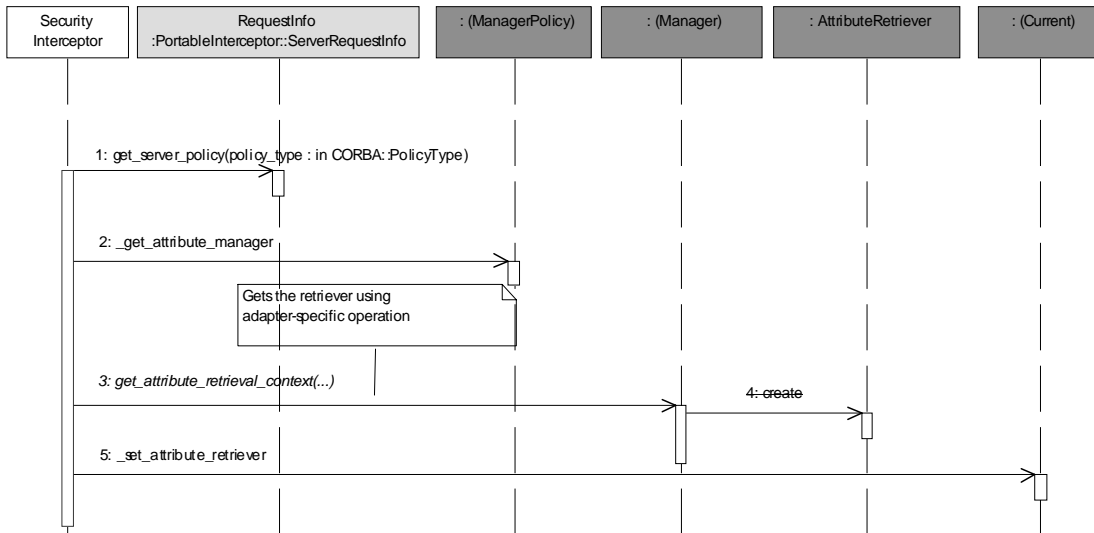 Security
Interceptor
RequestInfo
:PortableInterceptor::ServerRequestInfo
: (ManagerPolicy)
: (Manager)
: AttributeRetriever
: (Current)
1: get_server_policy(policy_type : in CORBA::PolicyType)
2: _get_attribute_manager
Gets the retriever using
adapter-specific operation
3: get_attribute_retrieval_context(...)
4: create
5: _set_attribute_retriever